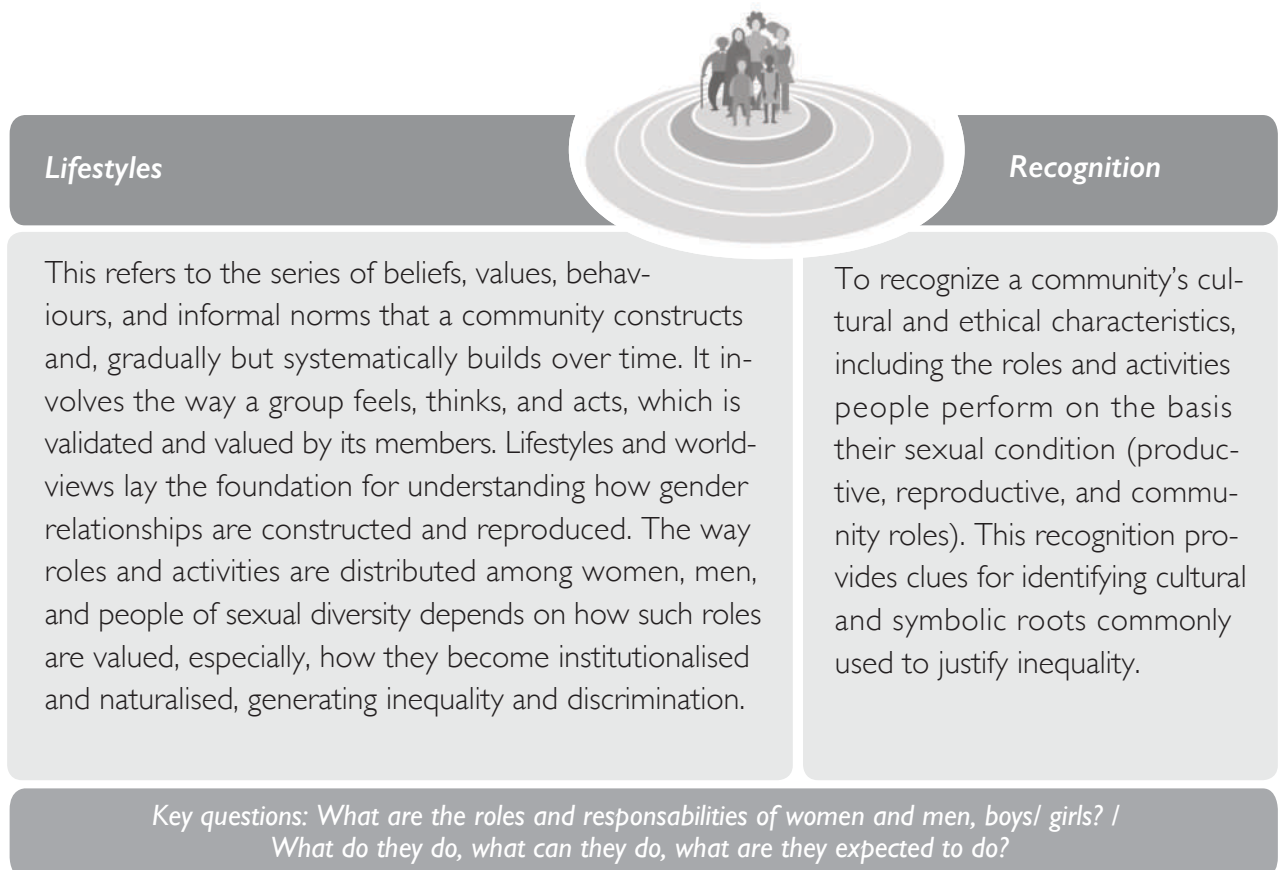 Lifestyles
Recognition
This refers to the series of beliefs, values, behav-
iours, and informal norms that a community constructs
and, gradually but systematically builds over time. It in-
volves the way a group feels, thinks, and acts, which is
validated and valued by its members. Lifestyles and world-
views lay the foundation for understanding how gender
relationships are constructed and reproduced. The way
roles and activities are distributed among women, men,
and people of sexual diversity depends on how such roles
are valued, especially, how they become institutionalised
and naturalised, generating inequality and discrimination.
To recognize a community’s cul-
tural and ethical characteristics,
including the roles and activities
people perform on the basis
their sexual condition (produc-
tive, reproductive, and commu-
nity roles). This recognition pro-
vides clues for identifying cultural
and symbolic roots commonly
used to justify inequality.
Key questions: What are the roles and responsabilities of women and men, boys/ girls? /
What do they do, what can they do, what are they expected to do?